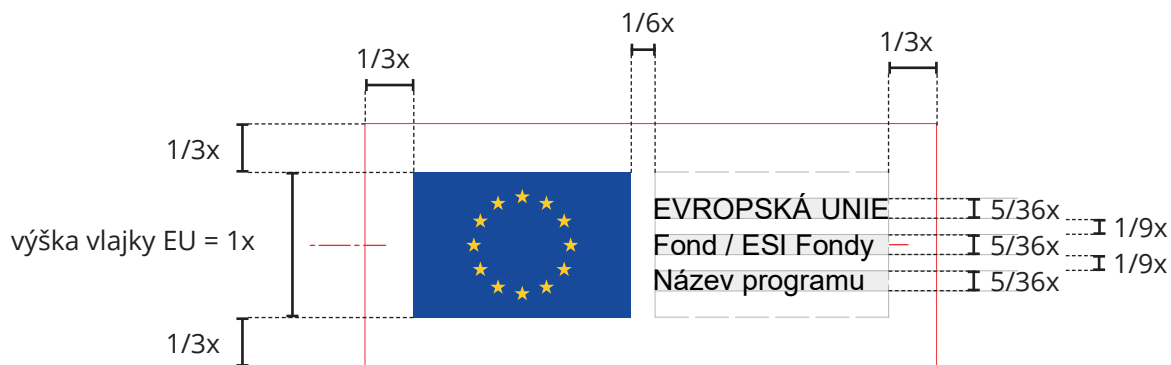 1/6x
1/3x
1/3x
1/3x
EVROPSKÁ UNIE
5/36x
1/9x
výška vlajky EU = 1x
Fond / ESI Fondy
5/36x
1/9x
Název programu
5/36x
1/3x